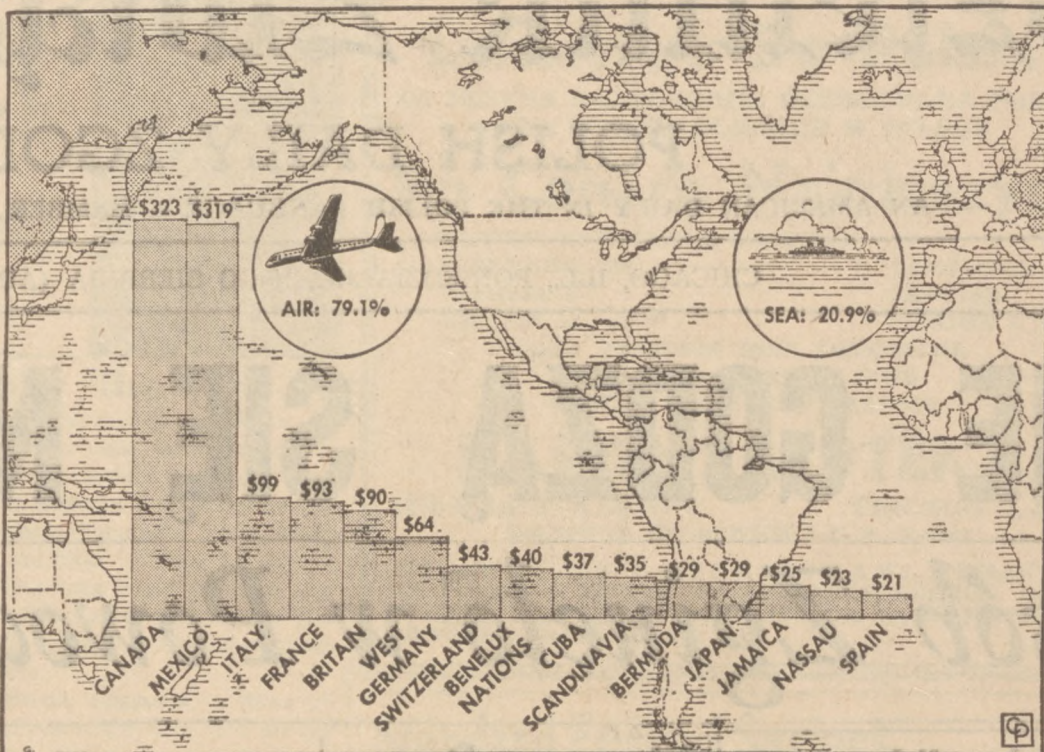 $323
$319
AIR: 79.1%
SEA: 20.9%
$99
$93
$90
$64
$43
$40
$37
$35
$29
$29
$25
$23
$21
CANADA
MEXICO
ITALY
FRANCE
BRITAIN
WEST
GERMANY
SWITZERLAND
BENELUX
NATIONS
CUBA
SCANDINAVIA
BERMUDA
JAPAN
JAMAICA
NASSAU
SPAIN
CP